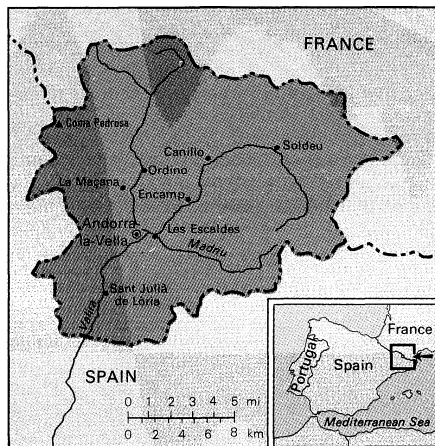 FRANCE
Coma Pedrosa
Canillo
Soldeu
Ordino
La Maçana
Encamp
Andorra
la-Vella
Les Escaldes
Madriu
Sant Julià
de Lòria
Valira
SPAIN
0 1 2 3 4 5 mi
0 2 4 6 8 km
France
Portugal
Spain
Mediterranean Sea